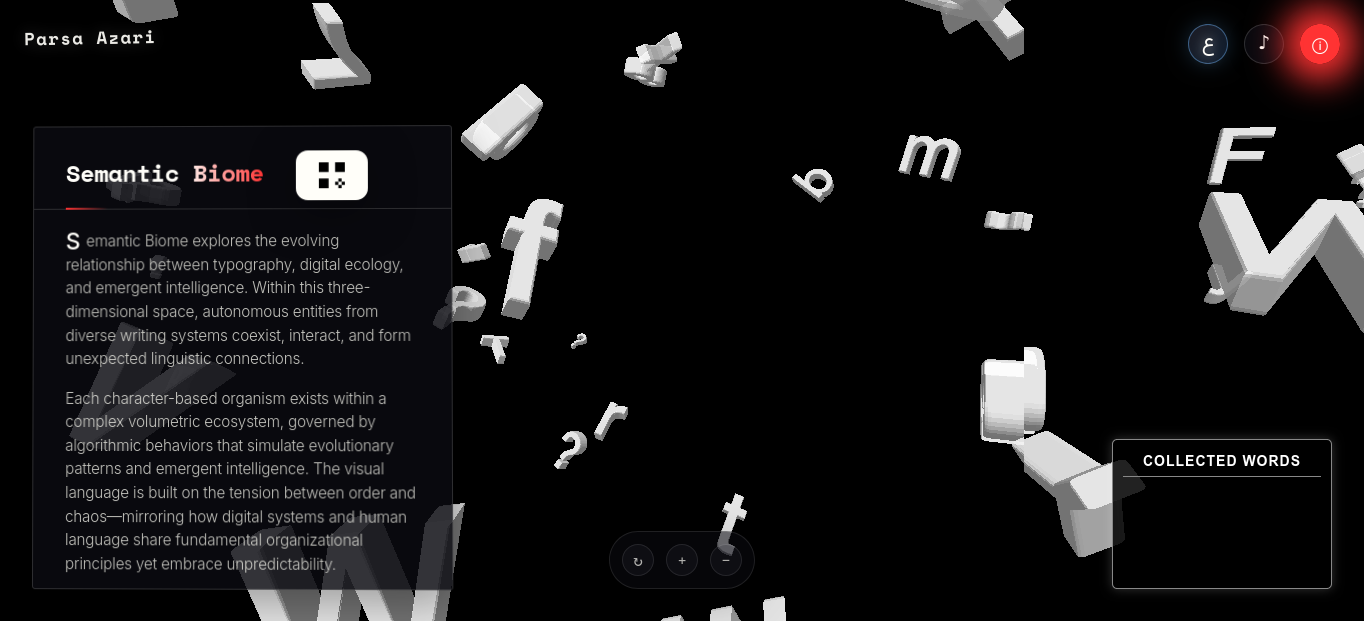 Parsa Azari
ع ♪ ⓘ
Semantic Biome
Semantic Biome explores the evolving
relationship between typography, digital ecology,
and emergent intelligence. Within this three-
dimensional space, autonomous entities from
diverse writing systems coexist, interact, and form
unexpected linguistic connections.
Each character-based organism exists within a
complex volumetric ecosystem, governed by
algorithmic behaviors that simulate evolutionary
patterns and emergent intelligence. The visual
language is built on the tension between order and
chaos—mirroring how digital systems and human
language share fundamental organizational
principles yet embrace unpredictability.
b
m
F
f
?
r
?
t
W
COLLECTED WORDS
↻ + −